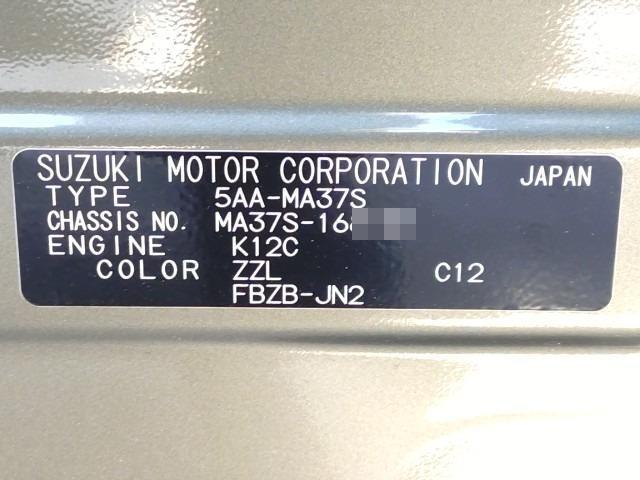 SUZUKI MOTOR CORPORATION JAPAN
TYPE 5AA-MA37S
CHASSIS NO. MA37S-16
ENGINE K12C
COLOR ZZL C12
FBZB-JN2